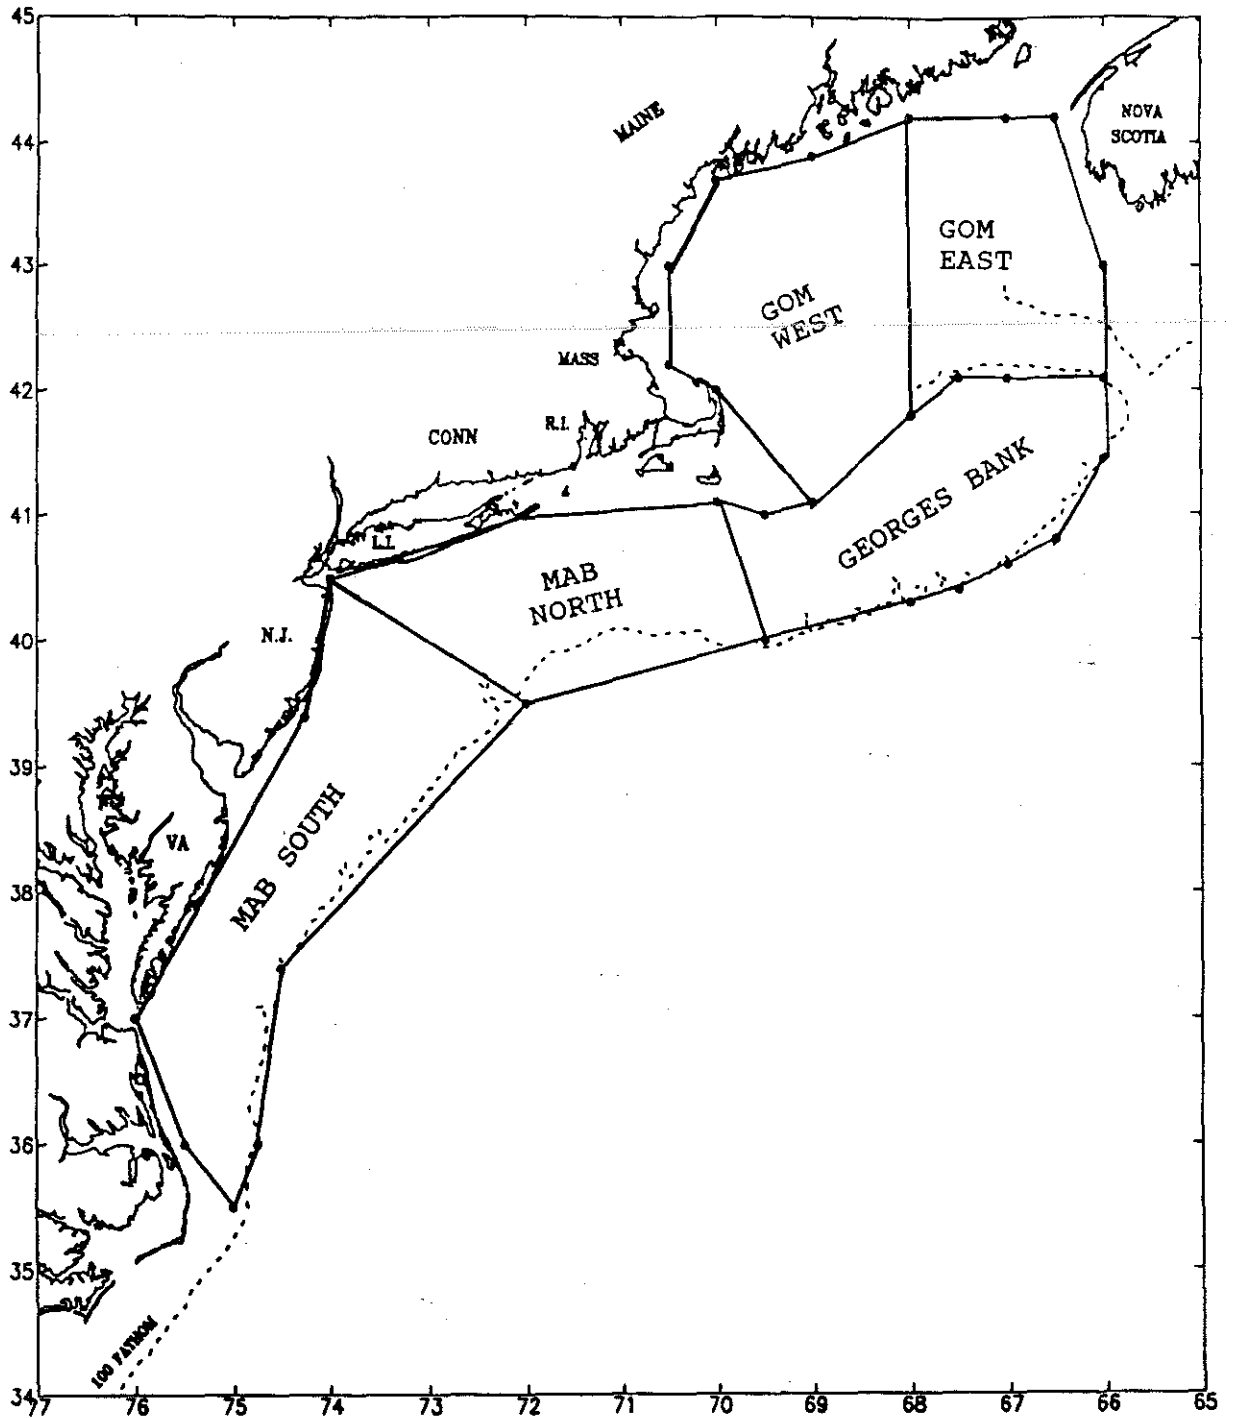 45
44
43
42
41
40
39
38
37
36
35
34
MAINE
NOVA
SCOTIA
GOM
EAST
GOM
WEST
MASS
R.I.
CONN
GEORGES BANK
L.I.
MAB
NORTH
N.J.
MAB SOUTH
VA
100 FATHOM
77 76 75 74 73 72 71 70 69 68 67 66 65